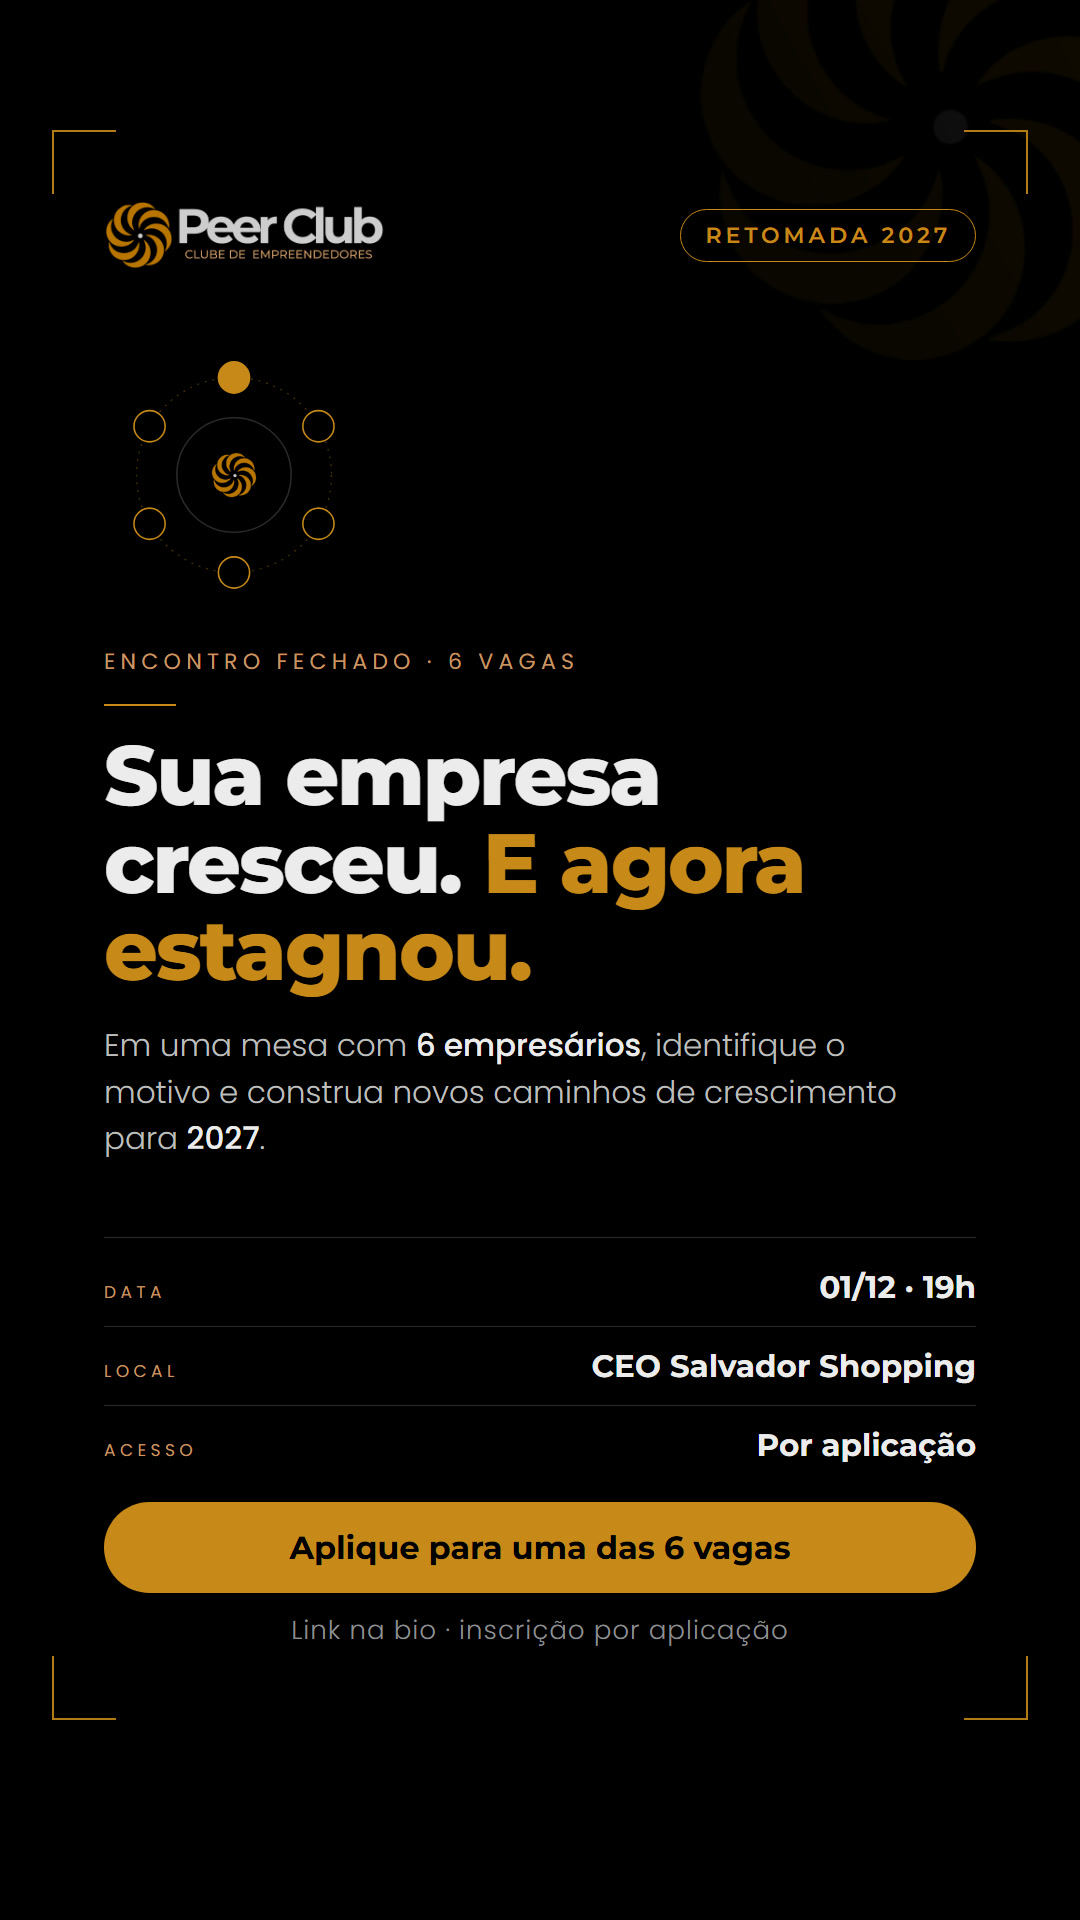 Peer Club
CLUBE DE EMPREENDEDORES
RETOMADA 2027
ENCONTRO FECHADO · 6 VAGAS
Sua empresa
cresceu. E agora
estagnou.
Em uma mesa com 6 empresários, identifique o
motivo e construa novos caminhos de crescimento
para 2027.
DATA
01/12 · 19h
LOCAL
CEO Salvador Shopping
ACESSO
Por aplicação
Aplique para uma das 6 vagas
Link na bio · inscrição por aplicação